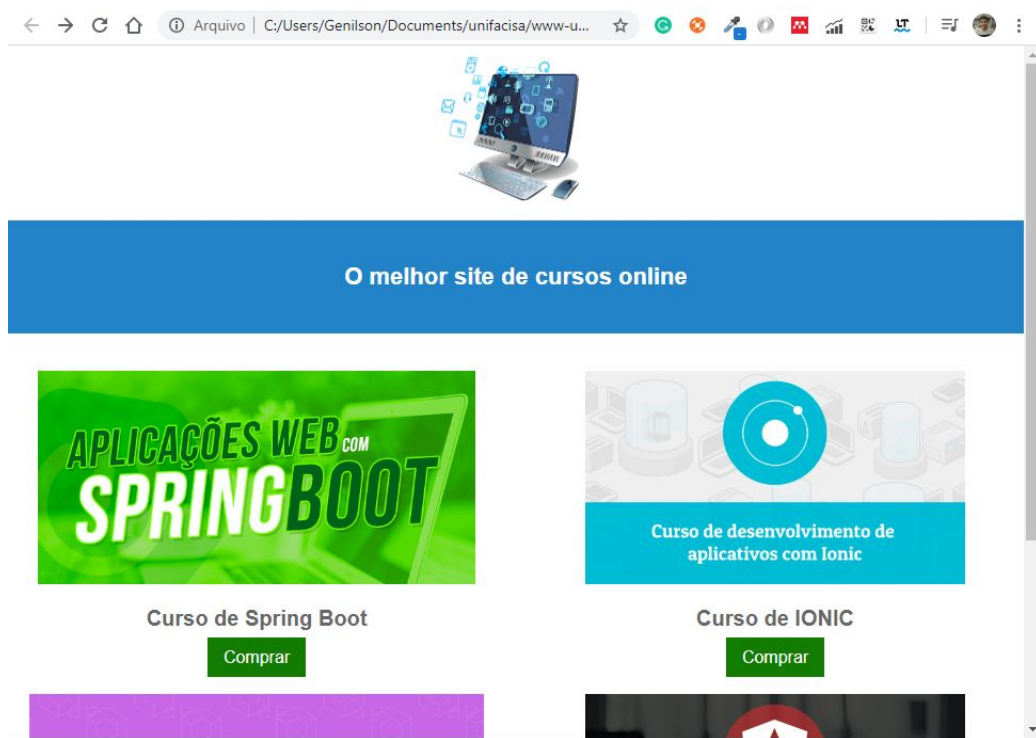 Arquivo
C:/Users/Genilson/Documents/unifacisa/www-u...
O melhor site de cursos online
APLICAÇÕES WEB COM
SPRINGBOOT
Curso de desenvolvimento de
aplicativos com Ionic
Curso de Spring Boot
Curso de IONIC
Comprar
Comprar